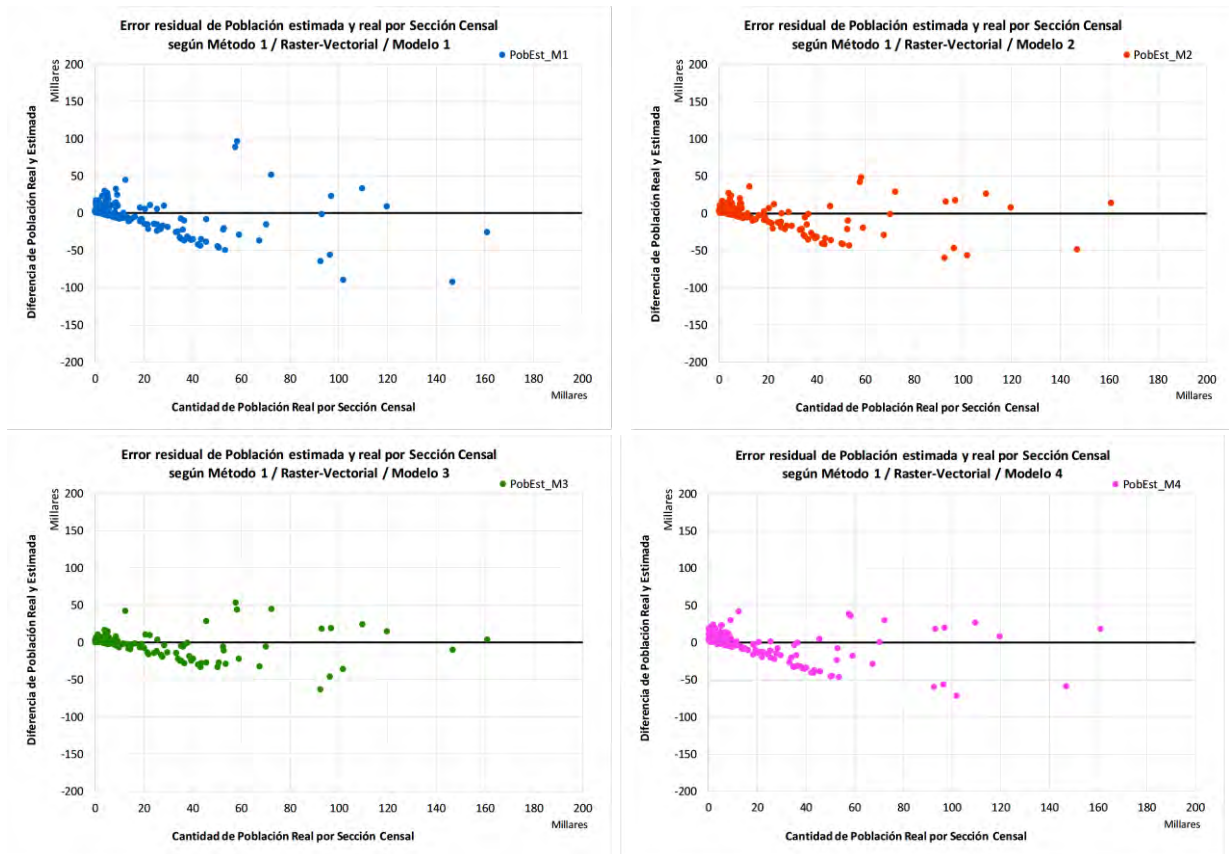 Error residual de Población estimada y real por Sección Censal
según Método 1 / Raster-Vectorial / Modelo 1
PobEst_M1
Millares
Diferencia de Población Real y Estimada
200
150
100
50
0
-50
-100
-150
-200
0 20 40 60 80 100 120 140 160 180 200
Millares
Cantidad de Población Real por Sección Censal
Error residual de Población estimada y real por Sección Censal
según Método 1 / Raster-Vectorial / Modelo 2
PobEst_M2
Millares
Diferencia de Población Real y Estimada
200
150
100
50
0
-50
-100
-150
-200
0 20 40 60 80 100 120 140 160 180 200
Millares
Cantidad de Población Real por Sección Censal
Error residual de Población estimada y real por Sección Censal
según Método 1 / Raster-Vectorial / Modelo 3
PobEst_M3
Millares
Diferencia de Población Real y Estimada
200
150
100
50
0
-50
-100
-150
-200
0 20 40 60 80 100 120 140 160 180 200
Millares
Cantidad de Población Real por Sección Censal
Error residual de Población estimada y real por Sección Censal
según Método 1 / Raster-Vectorial / Modelo 4
PobEst_M4
Millares
Diferencia de Población Real y Estimada
200
150
100
50
0
-50
-100
-150
-200
0 20 40 60 80 100 120 140 160 180 200
Millares
Cantidad de Población Real por Sección Censal